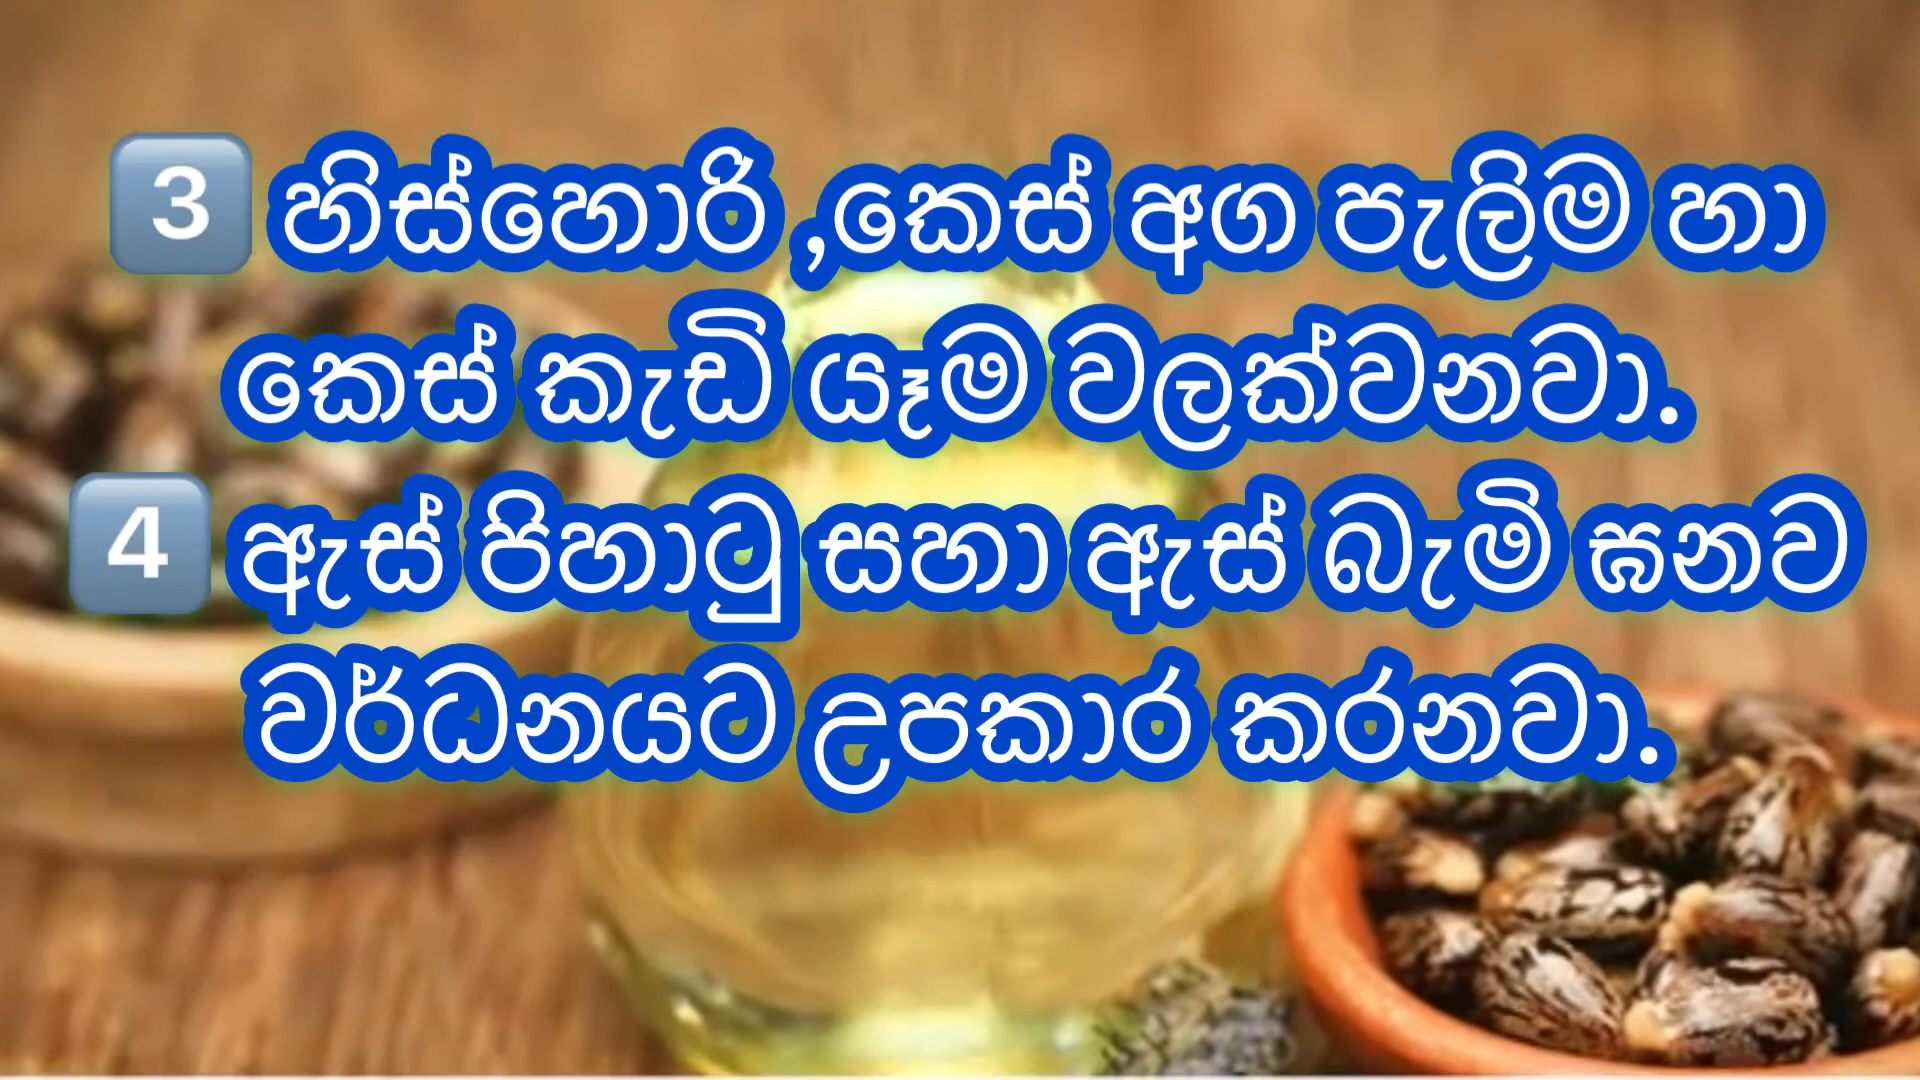 3 හිස්හොරි ,කෙස් අග පැලිම හා
කෙස් කැඩි යෑම වලක්වනවා.
4 ඇස් පිහාටු සහා ඇස් බැමි ඝනව
වර්ධනයට උපකාර කරනවා.